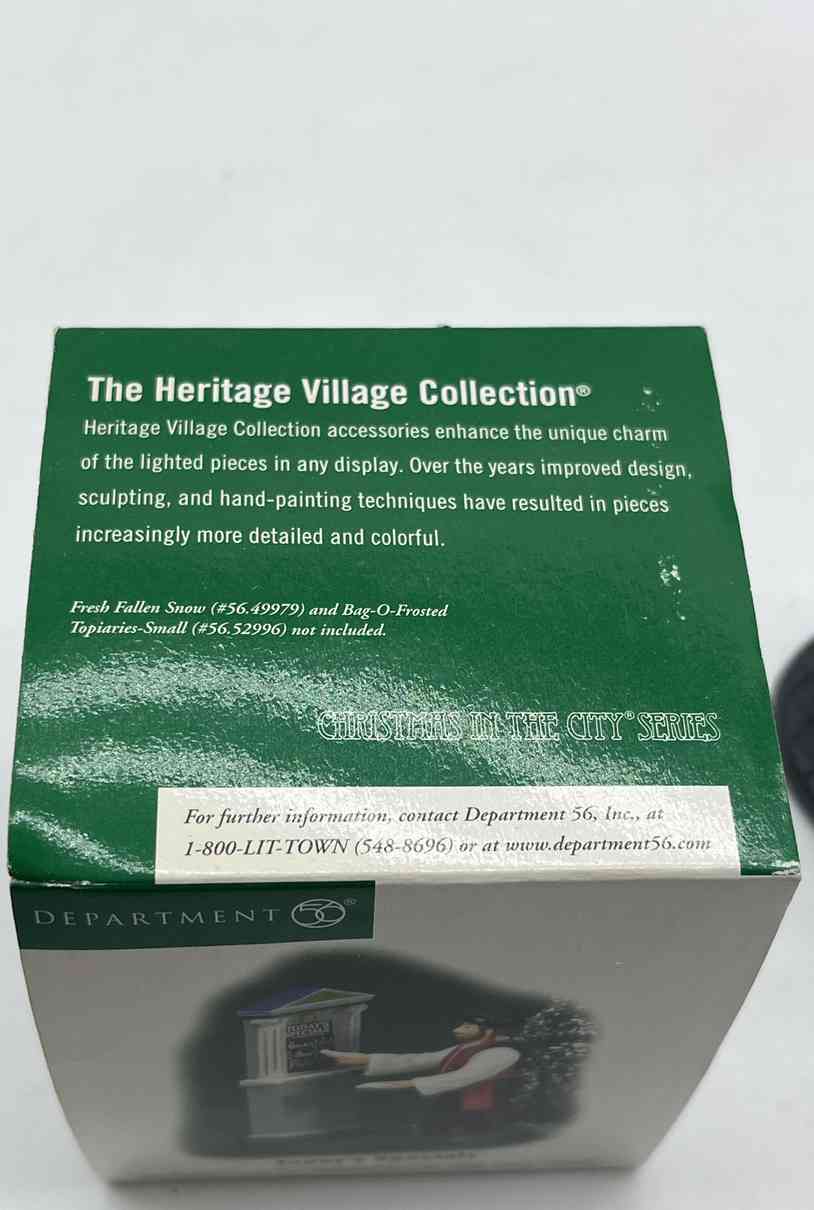 The Heritage Village Collection®
Heritage Village Collection accessories enhance the unique charm
of the lighted pieces in any display. Over the years improved design,
sculpting, and hand-painting techniques have resulted in pieces
increasingly more detailed and colorful.
Fresh Fallen Snow (#56.49979) and Bag-O-Frosted
Topiaries-Small (#56.52996) not included.
CHRISTMAS IN THE CITY® SERIES
For further information, contact Department 56, Inc., at
1-800-LIT-TOWN (548-8696) or at www.department56.com
DEPARTMENT 56®
TODAY'S